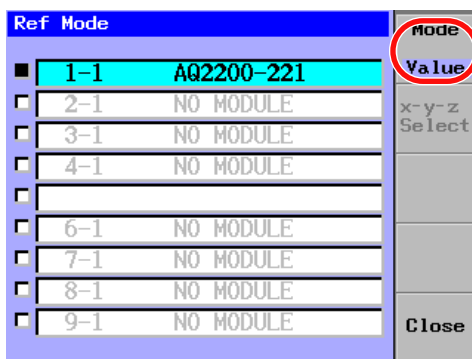 Ref Mode
1-1 AQ2200-221
2-1 NO MODULE
3-1 NO MODULE
4-1 NO MODULE
6-1 NO MODULE
7-1 NO MODULE
8-1 NO MODULE
9-1 NO MODULE
Mode
Value
x-y-z
Select
Close